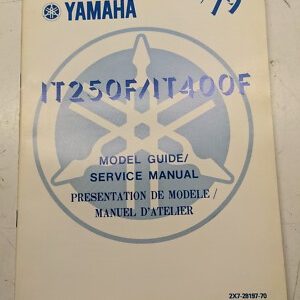 YAMAHA '79
IT250F/IT400F
MODEL GUIDE/
SERVICE MANUAL
PRESENTATION DE MODELE/
MANUEL D'ATELIER
2X7-28197-70